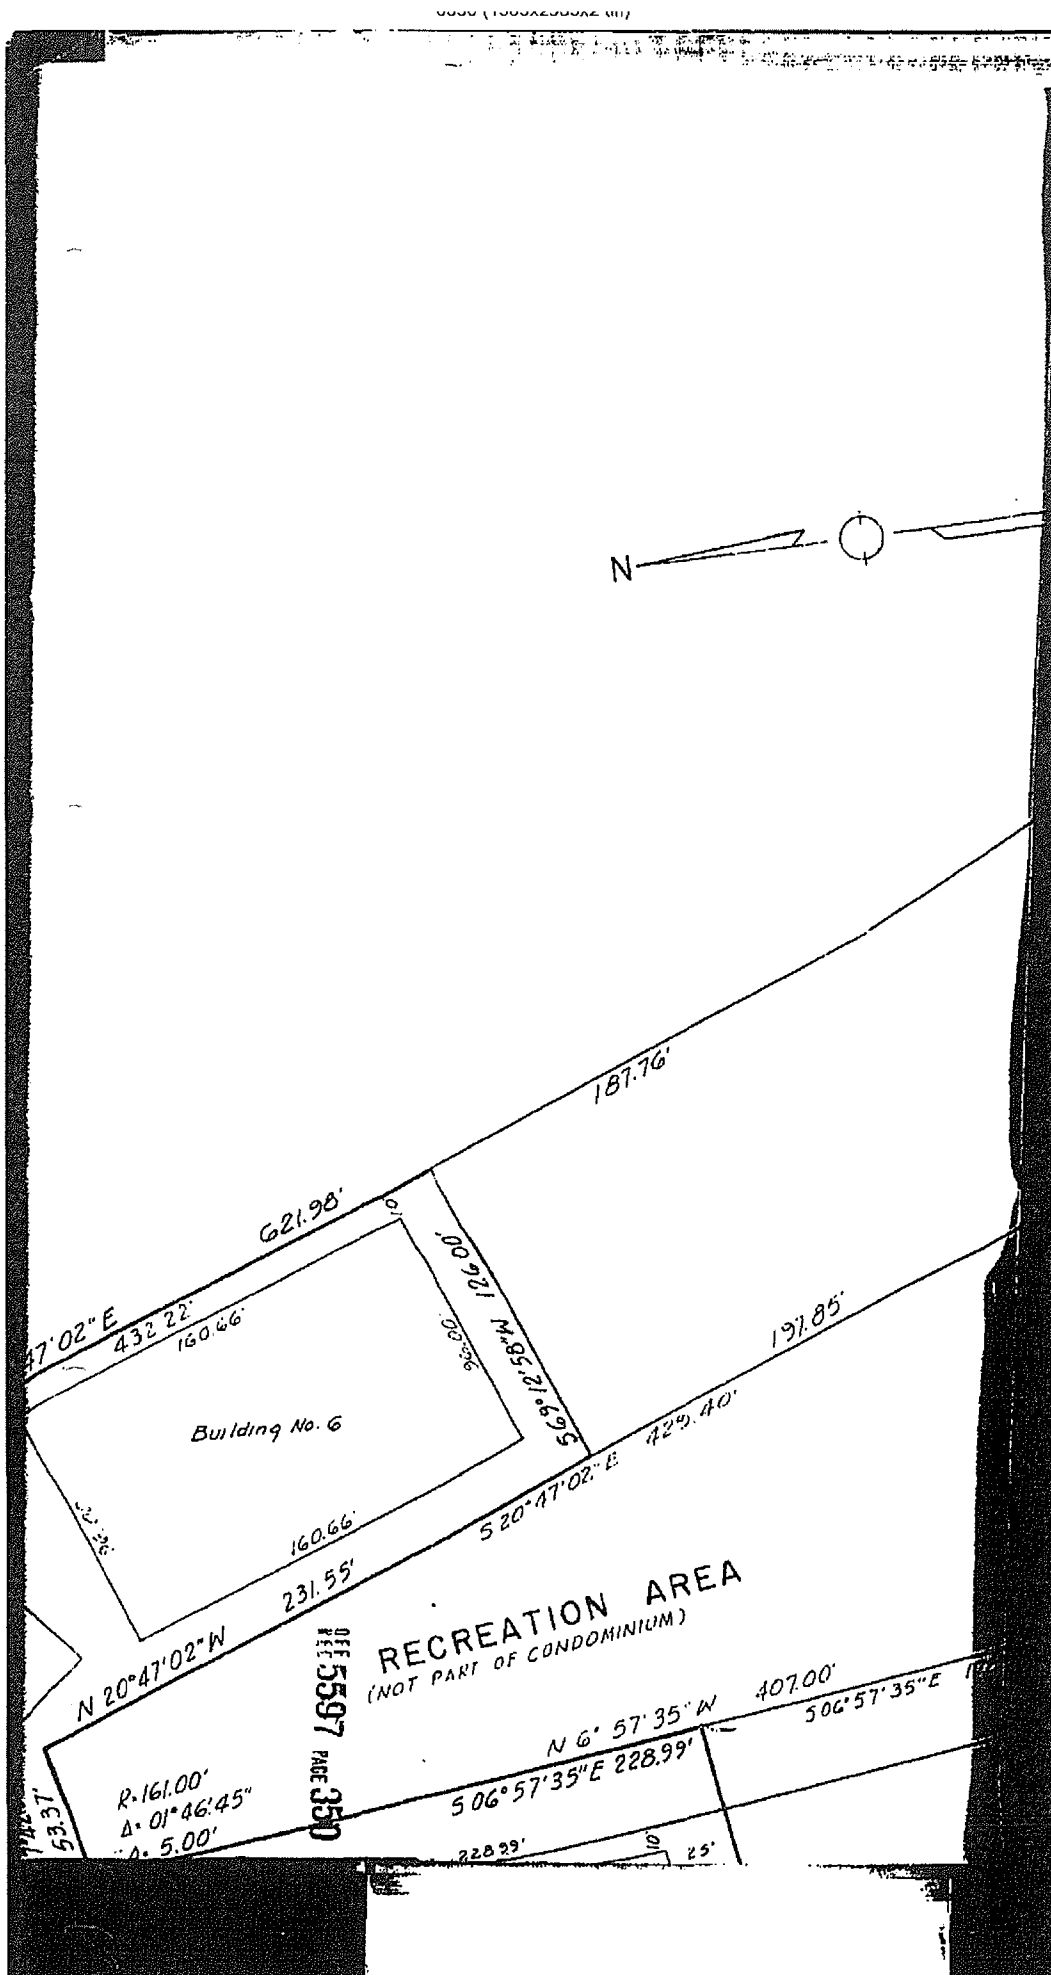 N
187.76'
621.98'
47'02" E
432.22'
160.66'
10'
126.00'
S69°12'58"W
96.00'
197.85'
Building No. 6
429.40'
S 20°47'02" E
160.66'
231.55'
N 20°47'02" W
RECREATION AREA
(NOT PART OF CONDOMINIUM)
OFF REC 5597 PAGE 350
N 6° 57' 35" W
407.00'
S 06° 57' 35" E
S 06° 57' 35" E 228.99'
R=161.00'
Δ= 01°46'45"
A= 5.00'
53.37'
228.99'
10'
25'